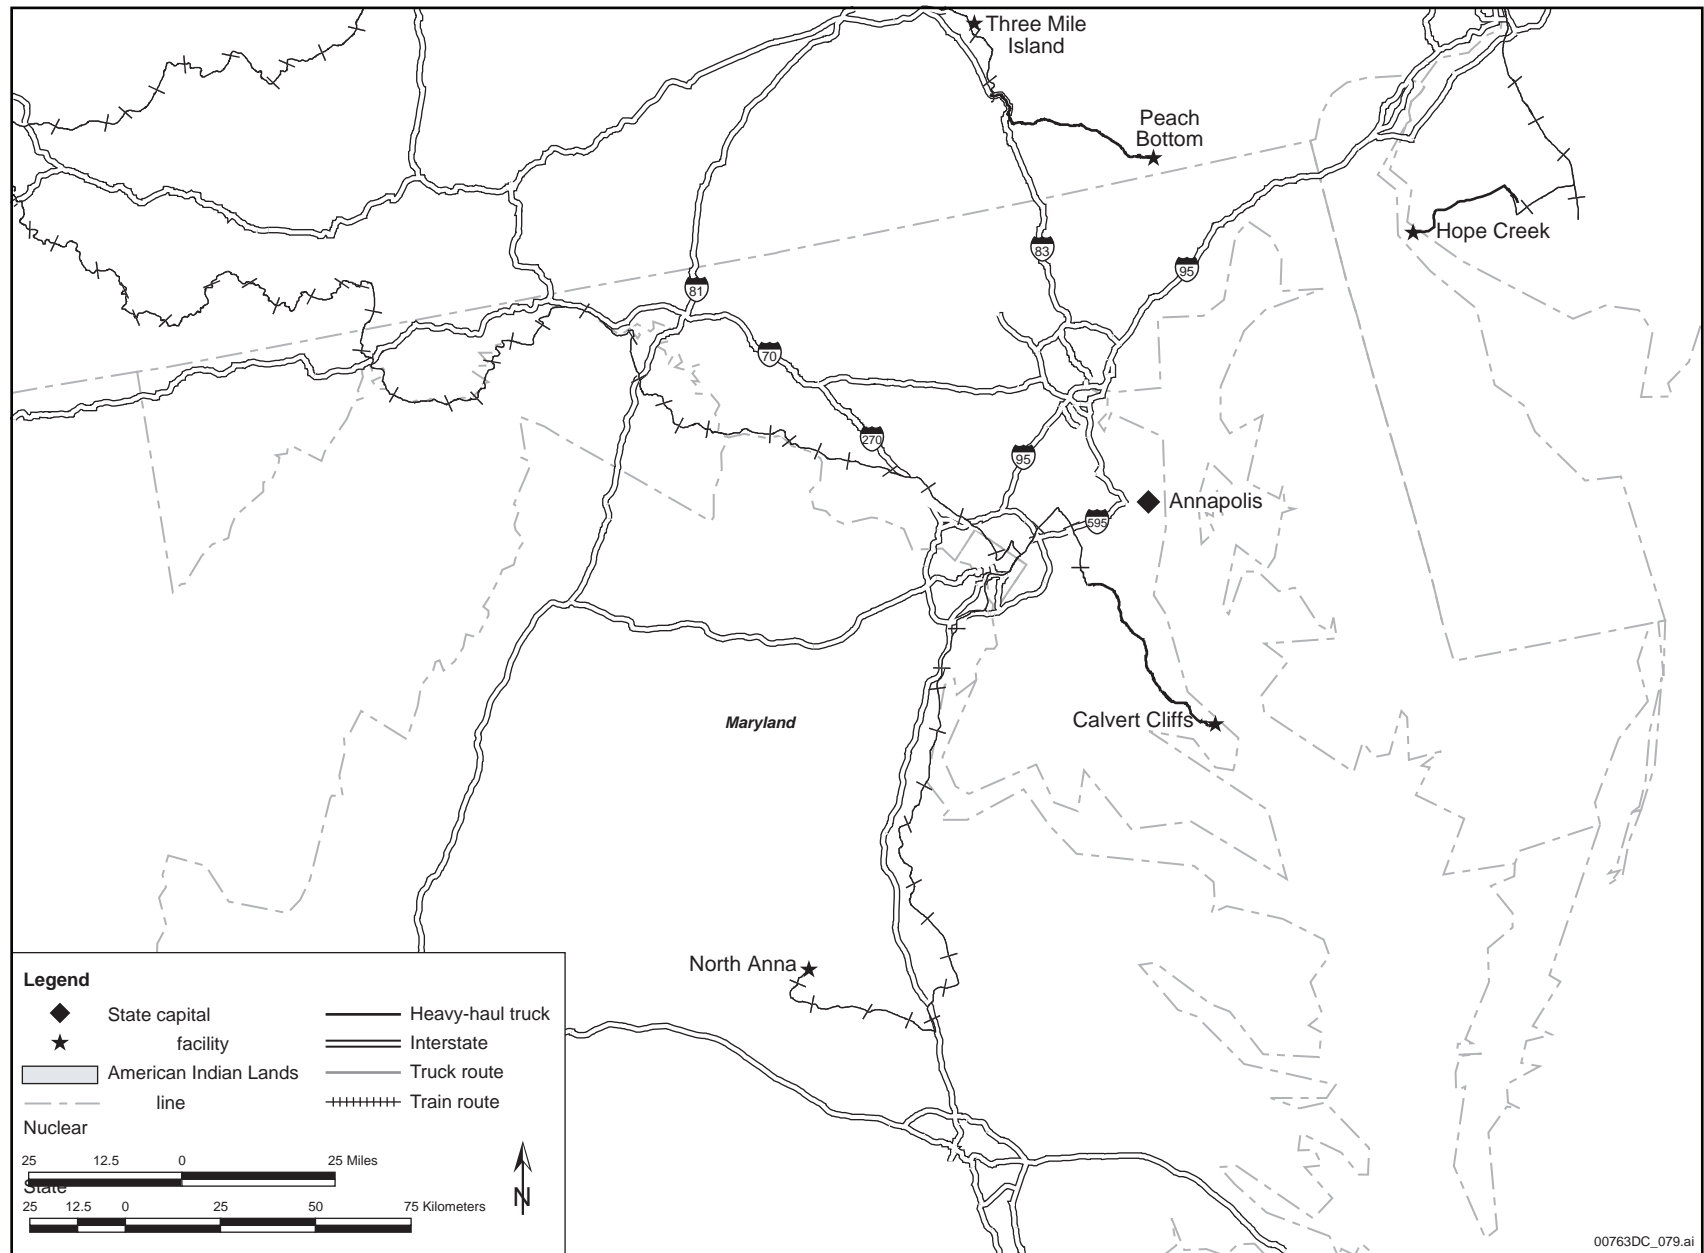 Three Mile
Island
Peach
Bottom
Hope Creek
83
95
81
70
270
95
Annapolis
595
Maryland
Calvert Cliffs
North Anna
Legend
State capital
facility
American Indian Lands
line
Nuclear
Heavy-haul truck
Interstate
Truck route
Train route
25 12.5 0 25 Miles
State
25 12.5 0 25 50 75 Kilometers
N
00763DC_079.ai